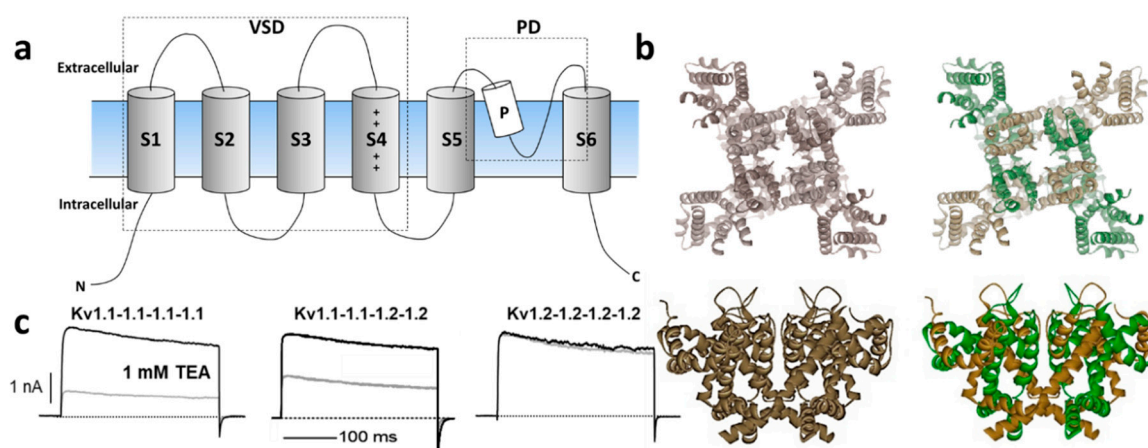 a
VSD
PD
b
Extracellular
S1
S2
S3
+
+
S4
+
+
S5
P
S6
Intracellular
N
C
c
Kv1.1-1.1-1.1-1.1
Kv1.1-1.1-1.2-1.2
Kv1.2-1.2-1.2-1.2
1 nA
1 mM TEA
100 ms